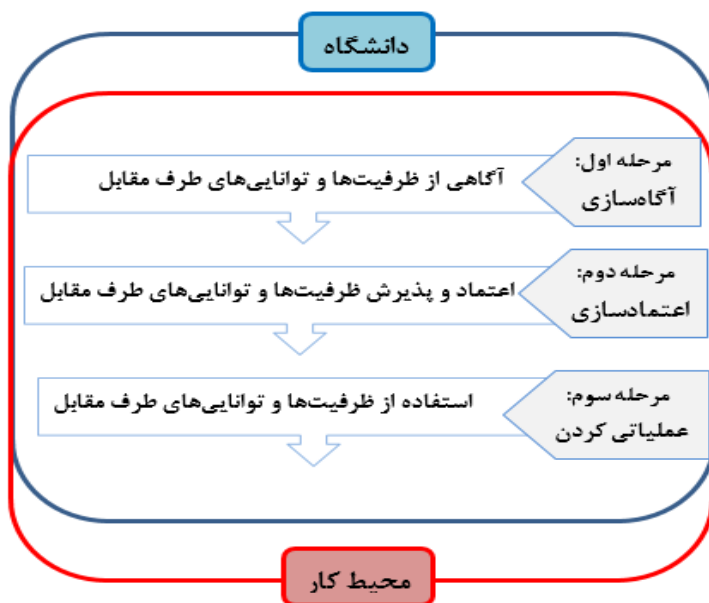 دانشگاه
مرحله اول:
آگاه‌سازی
آگاهی از ظرفیت‌ها و توانایی‌های طرف مقابل
مرحله دوم:
اعتمادسازی
اعتماد و پذیرش ظرفیت‌ها و توانایی‌های طرف مقابل
مرحله سوم:
عملیاتی کردن
استفاده از ظرفیت‌ها و توانایی‌های طرف مقابل
محیط کار